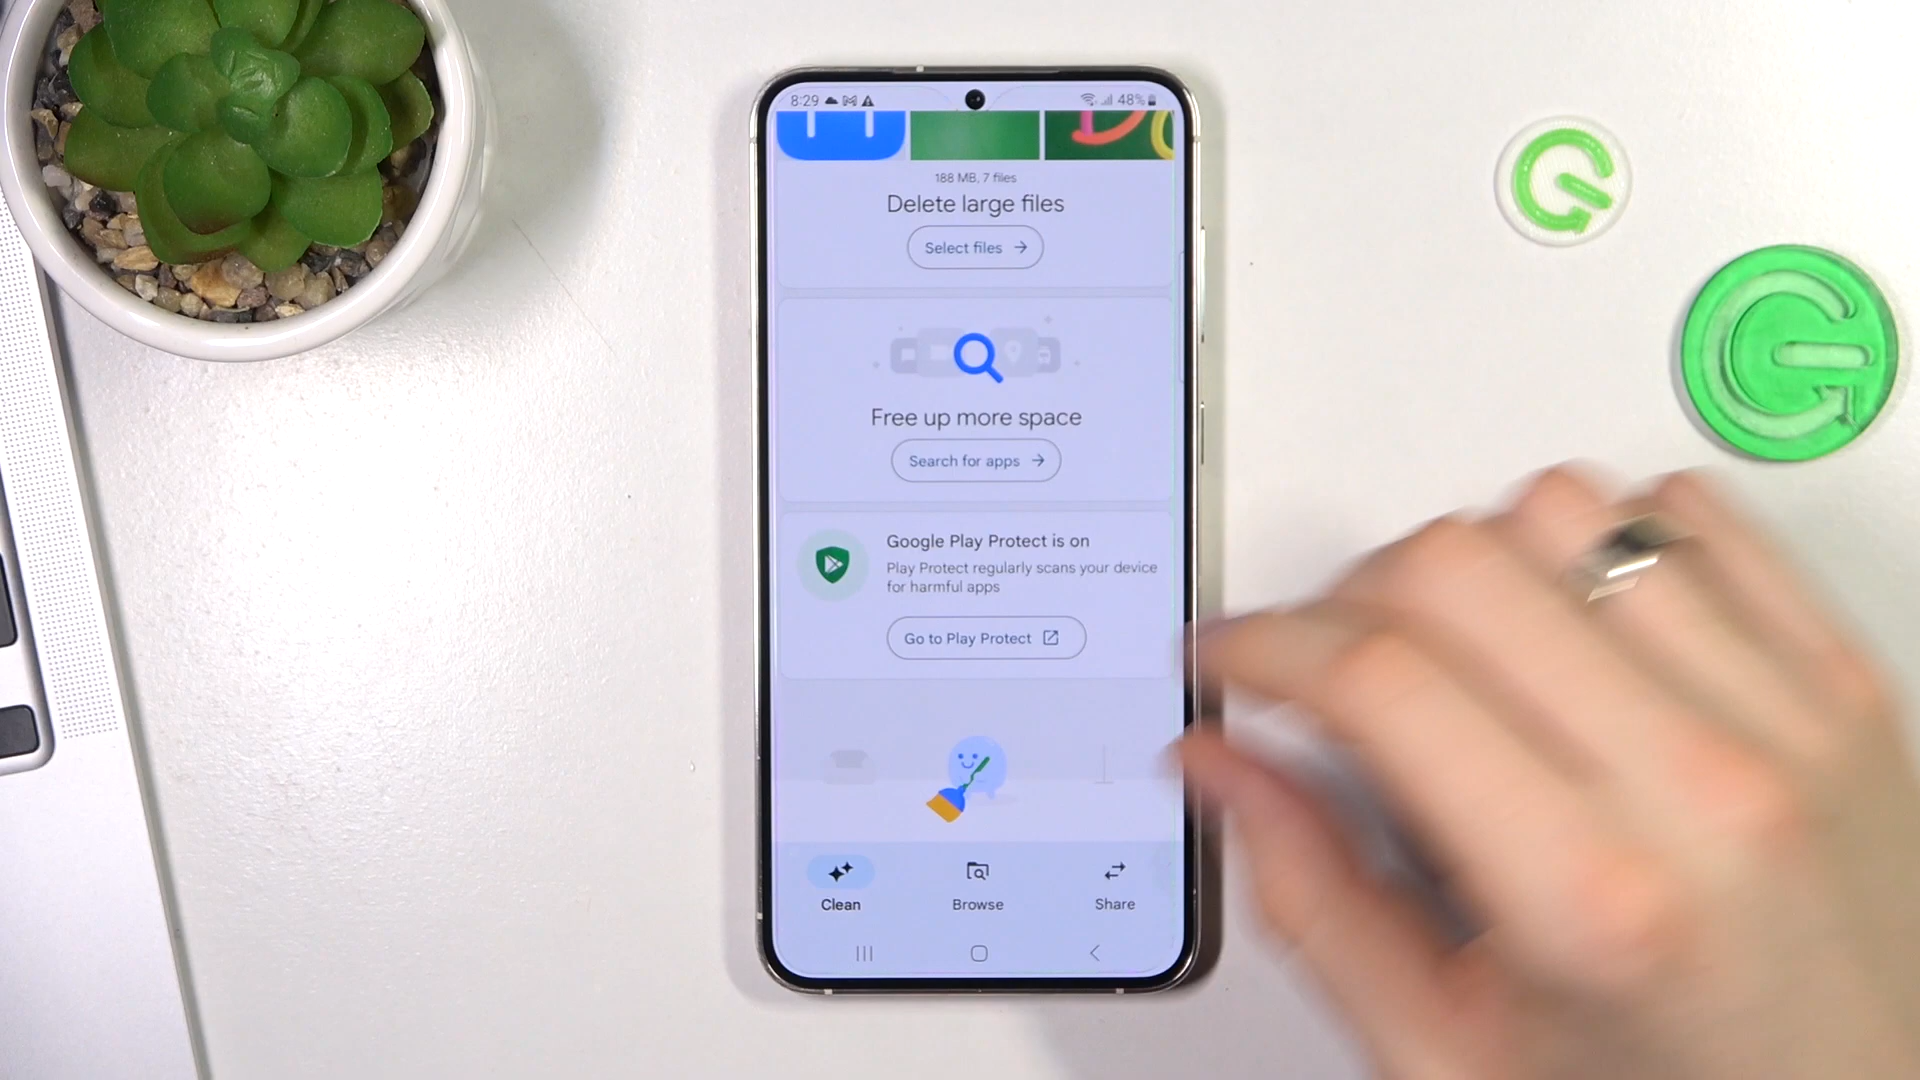 8:29
48%
188 MB, 7 files
Delete large files
Select files
Free up more space
Search for apps
Google Play Protect is on
Play Protect regularly scans your device
for harmful apps
Go to Play Protect
Clean
Browse
Share